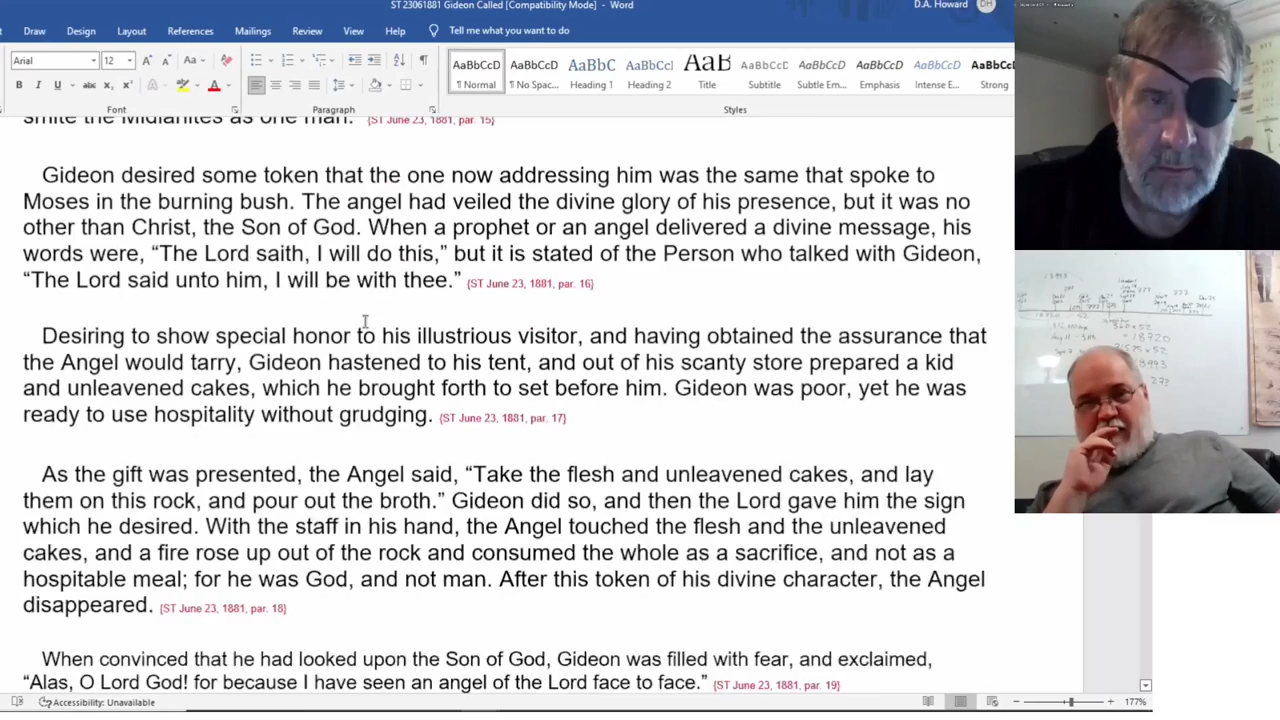 ST 23061881 Gideon Called [Compatibility Mode] - Word
D.A. Howard
DH
Draw Design Layout References Mailings Review View Help Tell me what you want to do
Arial 12
Paragraph
Font
AaBbCcD AaBbCcD AaBbC AaBbCcI AaB AaBbCcD AaBbCcD AaBbCcD AaBbCcD AaBbCcD
¶ Normal ¶ No Spac... Heading 1 Heading 2 Title Subtitle Subtle Em... Emphasis Intense E... Strong
Styles
smite the Midianites as one man.” {ST June 23, 1881, par. 15}
Gideon desired some token that the one now addressing him was the same that spoke to
Moses in the burning bush. The angel had veiled the divine glory of his presence, but it was no
other than Christ, the Son of God. When a prophet or an angel delivered a divine message, his
words were, “The Lord saith, I will do this,” but it is stated of the Person who talked with Gideon,
“The Lord said unto him, I will be with thee.” {ST June 23, 1881, par. 16}
Desiring to show special honor to his illustrious visitor, and having obtained the assurance that
the Angel would tarry, Gideon hastened to his tent, and out of his scanty store prepared a kid
and unleavened cakes, which he brought forth to set before him. Gideon was poor, yet he was
ready to use hospitality without grudging. {ST June 23, 1881, par. 17}
As the gift was presented, the Angel said, “Take the flesh and unleavened cakes, and lay
them on this rock, and pour out the broth.” Gideon did so, and then the Lord gave him the sign
which he desired. With the staff in his hand, the Angel touched the flesh and the unleavened
cakes, and a fire rose up out of the rock and consumed the whole as a sacrifice, and not as a
hospitable meal; for he was God, and not man. After this token of his divine character, the Angel
disappeared. {ST June 23, 1881, par. 18}
When convinced that he had looked upon the Son of God, Gideon was filled with fear, and exclaimed,
“Alas, O Lord God! for because I have seen an angel of the Lord face to face.” {ST June 23, 1881, par. 19}
Accessibility: Unavailable
177%